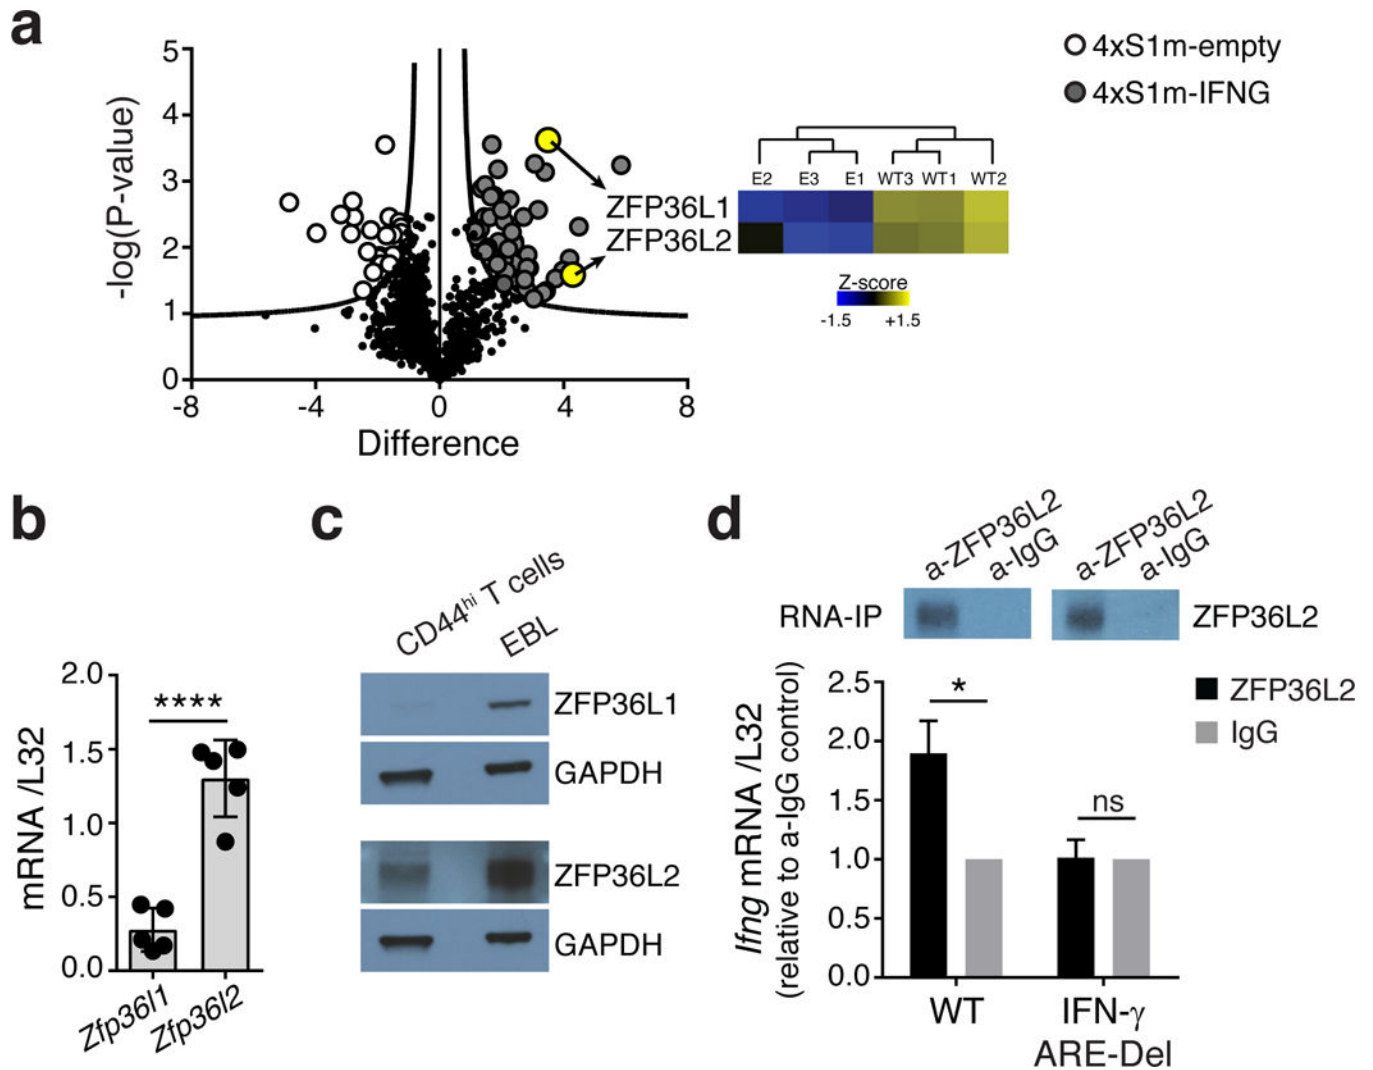 a
4xS1m-empty
4xS1m-IFNG
-log(P-value)
5
4
3
2
1
0
-8 -4 0 4 8
Difference
E2 E3 E1 WT3 WT1 WT2
ZFP36L1
ZFP36L2
Z-score
-1.5 +1.5
b
mRNA /L32
2.0
1.5
1.0
0.5
0.0
****
Zfp36l1 Zfp36l2
c
CD44hi T cells
EBL
ZFP36L1
GAPDH
ZFP36L2
GAPDH
d
a-ZFP36L2
a-IgG
a-ZFP36L2
a-IgG
RNA-IP
ZFP36L2
Ifng mRNA /L32
(relative to a-IgG control)
2.5
2.0
1.5
1.0
0.5
0.0
*
ns
ZFP36L2
IgG
WT
IFN-γ
ARE-Del